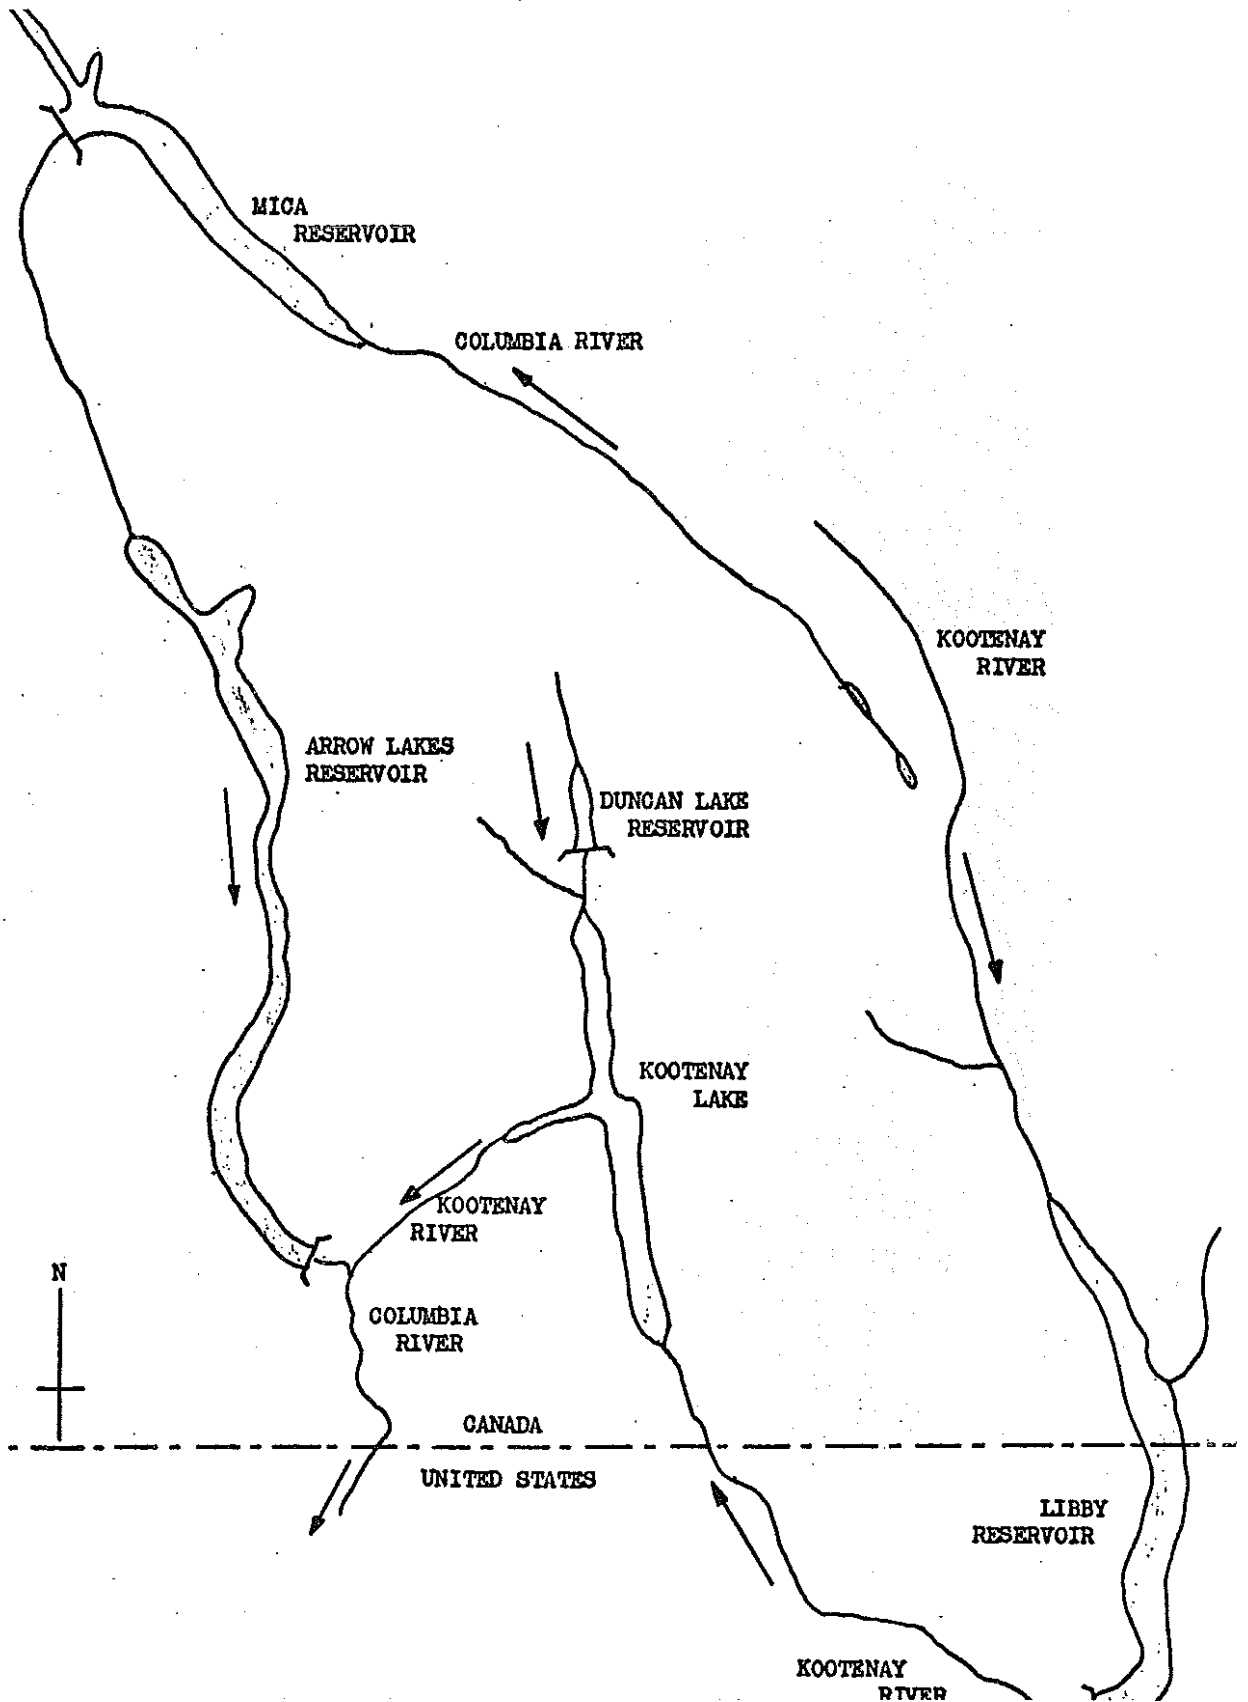 MICA
RESERVOIR
COLUMBIA RIVER
KOOTENAY
RIVER
ARROW LAKES
RESERVOIR
DUNCAN LAKE
RESERVOIR
KOOTENAY
LAKE
KOOTENAY
RIVER
N
COLUMBIA
RIVER
CANADA
UNITED STATES
LIBBY
RESERVOIR
KOOTENAY
RIVER